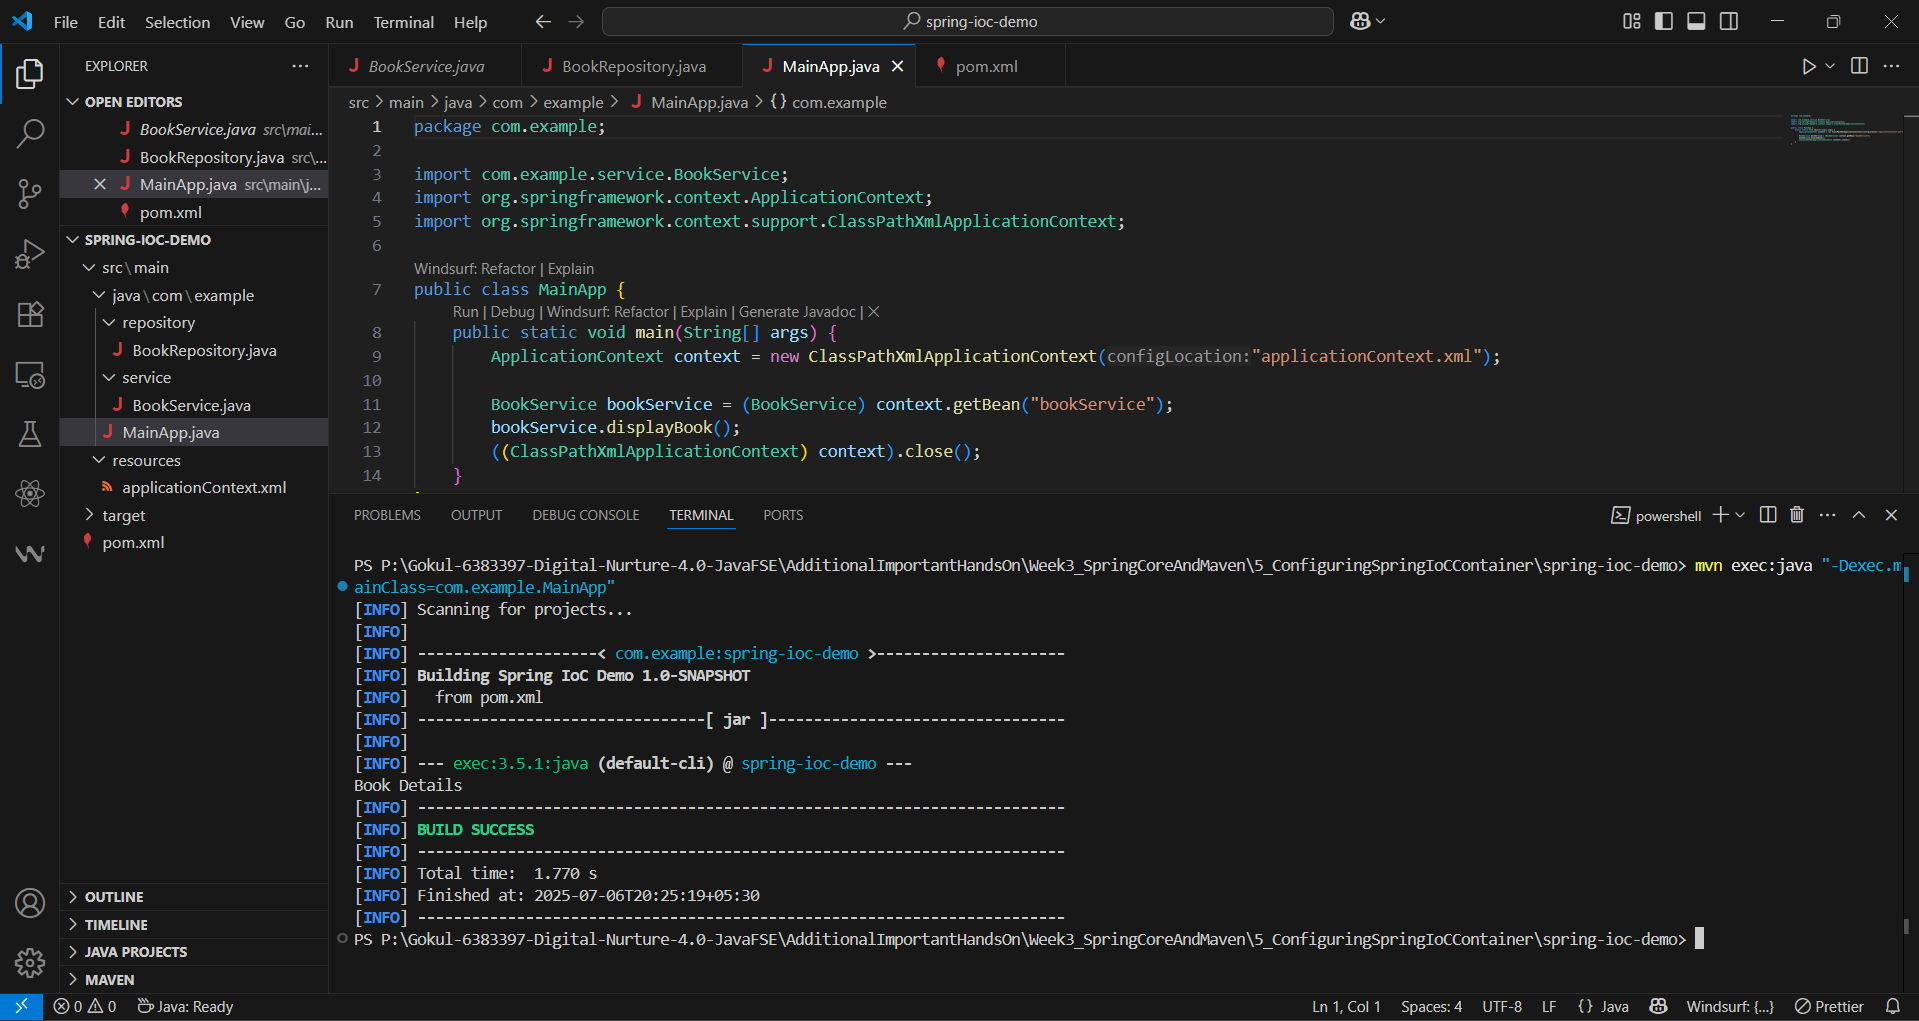 File Edit Selection View Go Run Terminal Help
spring-ioc-demo
EXPLORER
OPEN EDITORS
BookService.java src\mai...
BookRepository.java src\...
MainApp.java src\main\j...
pom.xml
SPRING-IOC-DEMO
src\main
java\com\example
repository
BookRepository.java
service
BookService.java
MainApp.java
resources
applicationContext.xml
target
pom.xml
OUTLINE
TIMELINE
JAVA PROJECTS
MAVEN
BookService.java
BookRepository.java
MainApp.java
pom.xml
src > main > java > com > example > MainApp.java > {} com.example
1 package com.example;
2
3 import com.example.service.BookService;
4 import org.springframework.context.ApplicationContext;
5 import org.springframework.context.support.ClassPathXmlApplicationContext;
6
Windsurf: Refactor | Explain
7 public class MainApp {
Run | Debug | Windsurf: Refactor | Explain | Generate Javadoc | X
8 public static void main(String[] args) {
9 ApplicationContext context = new ClassPathXmlApplicationContext(configLocation:"applicationContext.xml");
10
11 BookService bookService = (BookService) context.getBean("bookService");
12 bookService.displayBook();
13 ((ClassPathXmlApplicationContext) context).close();
14 }
PROBLEMS OUTPUT DEBUG CONSOLE TERMINAL PORTS
powershell
PS P:\Gokul-6383397-Digital-Nurture-4.0-JavaFSE\AdditionalImportantHandsOn\Week3_SpringCoreAndMaven\5_ConfiguringSpringIoCContainer\spring-ioc-demo> mvn exec:java "-Dexec.m
ainClass=com.example.MainApp"
[INFO] Scanning for projects...
[INFO]
[INFO] --------------------< com.example:spring-ioc-demo >---------------------
[INFO] Building Spring IoC Demo 1.0-SNAPSHOT
[INFO]   from pom.xml
[INFO] --------------------------------[ jar ]---------------------------------
[INFO]
[INFO] --- exec:3.5.1:java (default-cli) @ spring-ioc-demo ---
Book Details
[INFO] ------------------------------------------------------------------------
[INFO] BUILD SUCCESS
[INFO] ------------------------------------------------------------------------
[INFO] Total time:  1.770 s
[INFO] Finished at: 2025-07-06T20:25:19+05:30
[INFO] ------------------------------------------------------------------------
PS P:\Gokul-6383397-Digital-Nurture-4.0-JavaFSE\AdditionalImportantHandsOn\Week3_SpringCoreAndMaven\5_ConfiguringSpringIoCContainer\spring-ioc-demo>
0 0 Java: Ready
Ln 1, Col 1 Spaces: 4 UTF-8 LF {} Java Windsurf: {...} Prettier